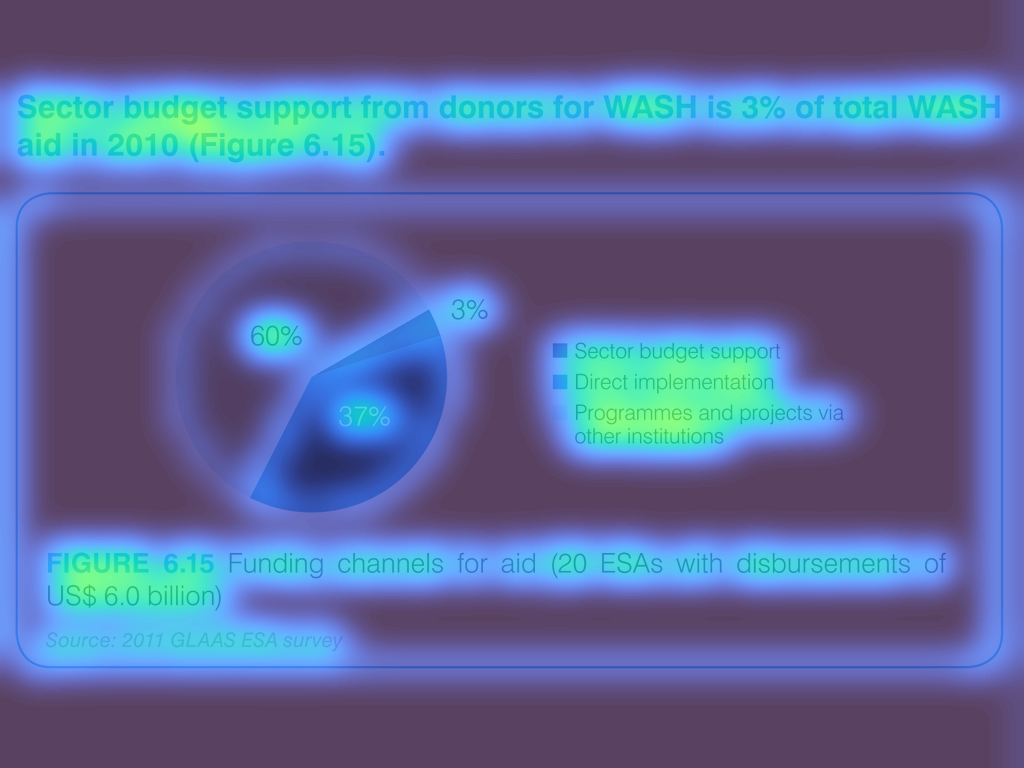 Sector budget support from donors for WASH is 3% of total WASH
aid in 2010 (Figure 6.15).
3%
60%
37%
Sector budget support
Direct implementation
Programmes and projects via
other institutions
FIGURE 6.15 Funding channels for aid (20 ESAs with disbursements of
US$ 6.0 billion)
Source: 2011 GLAAS ESA survey